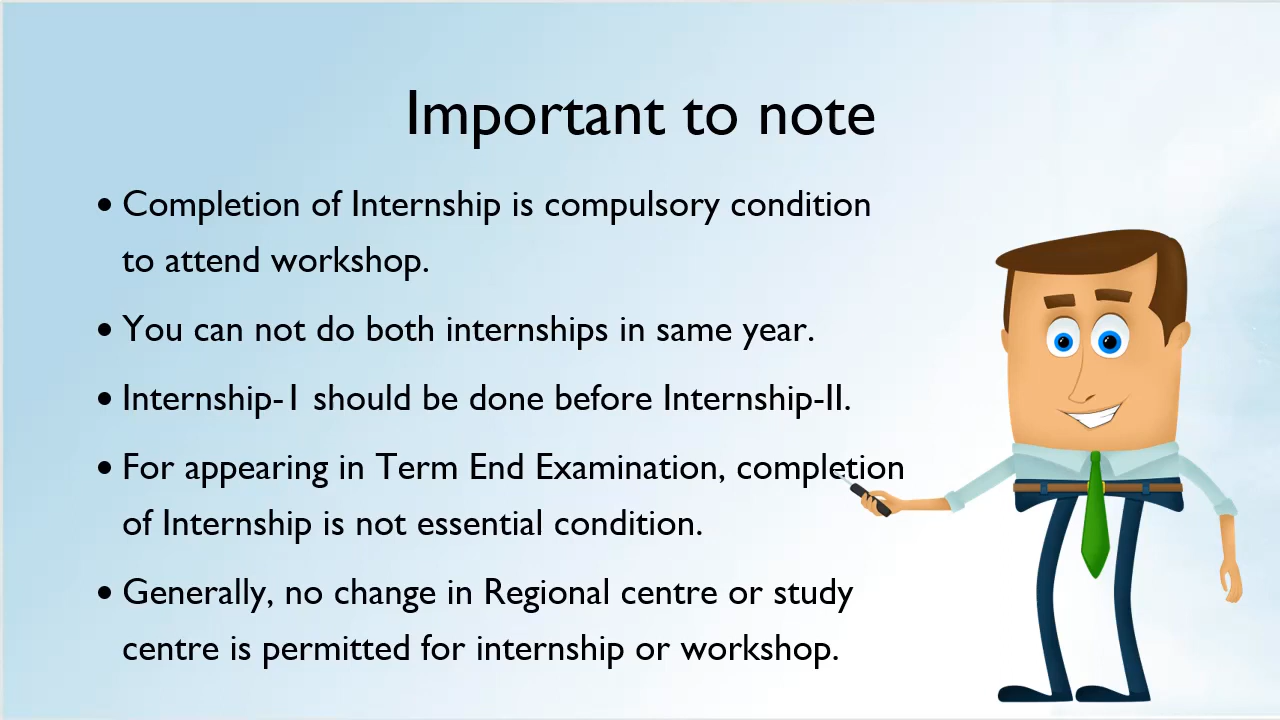 Important to note
• Completion of Internship is compulsory condition
to attend workshop.
• You can not do both internships in same year.
• Internship-1 should be done before Internship-II.
• For appearing in Term End Examination, completion
of Internship is not essential condition.
• Generally, no change in Regional centre or study
centre is permitted for internship or workshop.